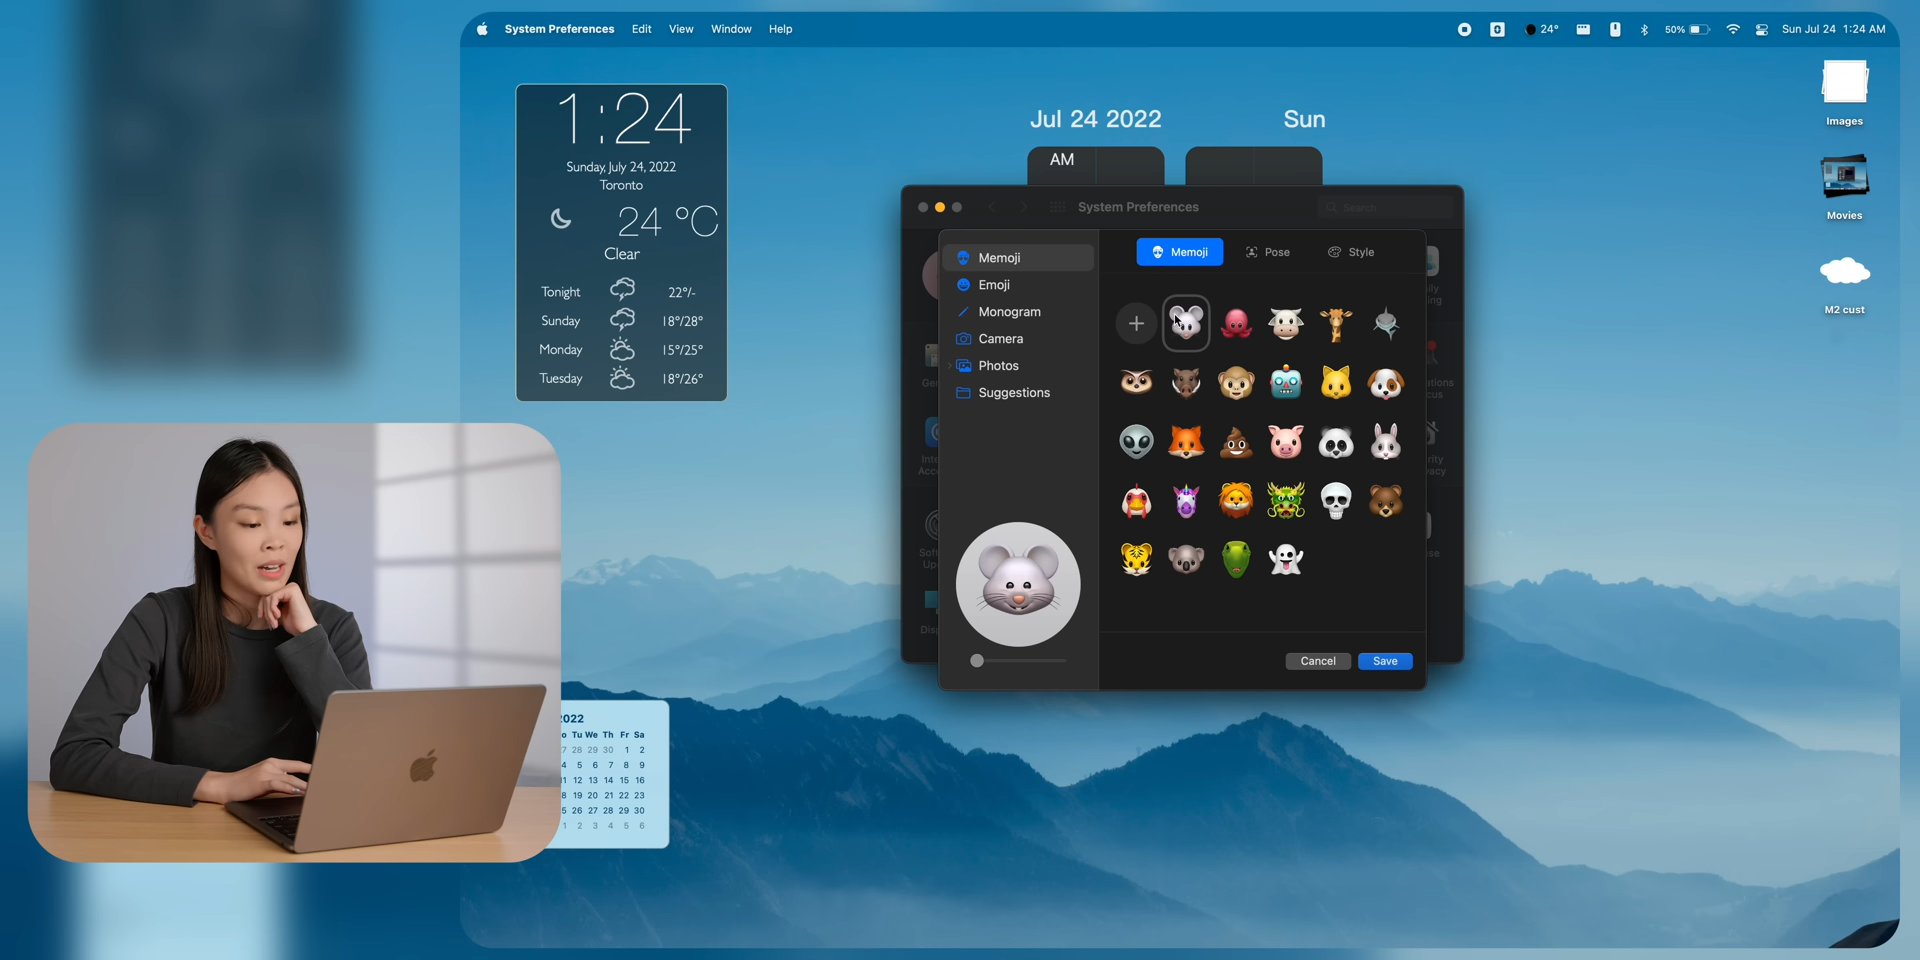 System Preferences Edit View Window Help
24° 50% Sun Jul 24 1:24 AM
1:24
Sunday, July 24, 2022
Toronto
24 °C
Clear
Tonight 22°/-
Sunday 18°/28°
Monday 15°/25°
Tuesday 18°/26°
Jul 24 2022 Sun
AM
System Preferences
Search
Memoji
Emoji
Monogram
Camera
Photos
Suggestions
Memoji Pose Style
Cancel Save
Images
Movies
M2 cust
2022
Tu We Th Fr Sa
28 29 30 1 2
4 5 6 7 8 9
11 12 13 14 15 16
19 20 21 22 23
26 27 28 29 30
1 2 3 4 5 6